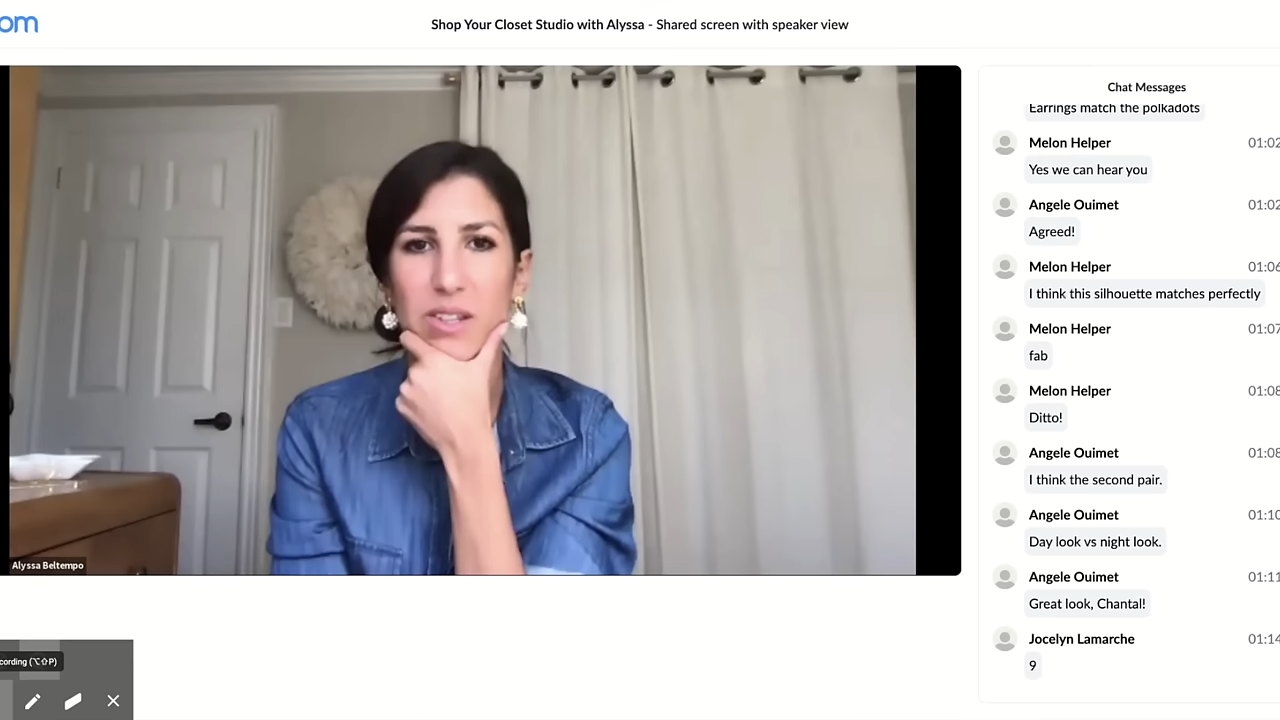 om
Shop Your Closet Studio with Alyssa - Shared screen with speaker view
Chat Messages
Earrings match the polkadots
Melon Helper 01:02
Yes we can hear you
Angele Ouimet 01:02
Agreed!
Melon Helper 01:06
I think this silhouette matches perfectly
Melon Helper 01:07
fab
Melon Helper 01:08
Ditto!
Angele Ouimet 01:08
I think the second pair.
Angele Ouimet 01:10
Day look vs night look.
Angele Ouimet 01:11
Great look, Chantal!
Jocelyn Lamarche 01:14
9
Alyssa Beltempo
cording (⌥⇧P)